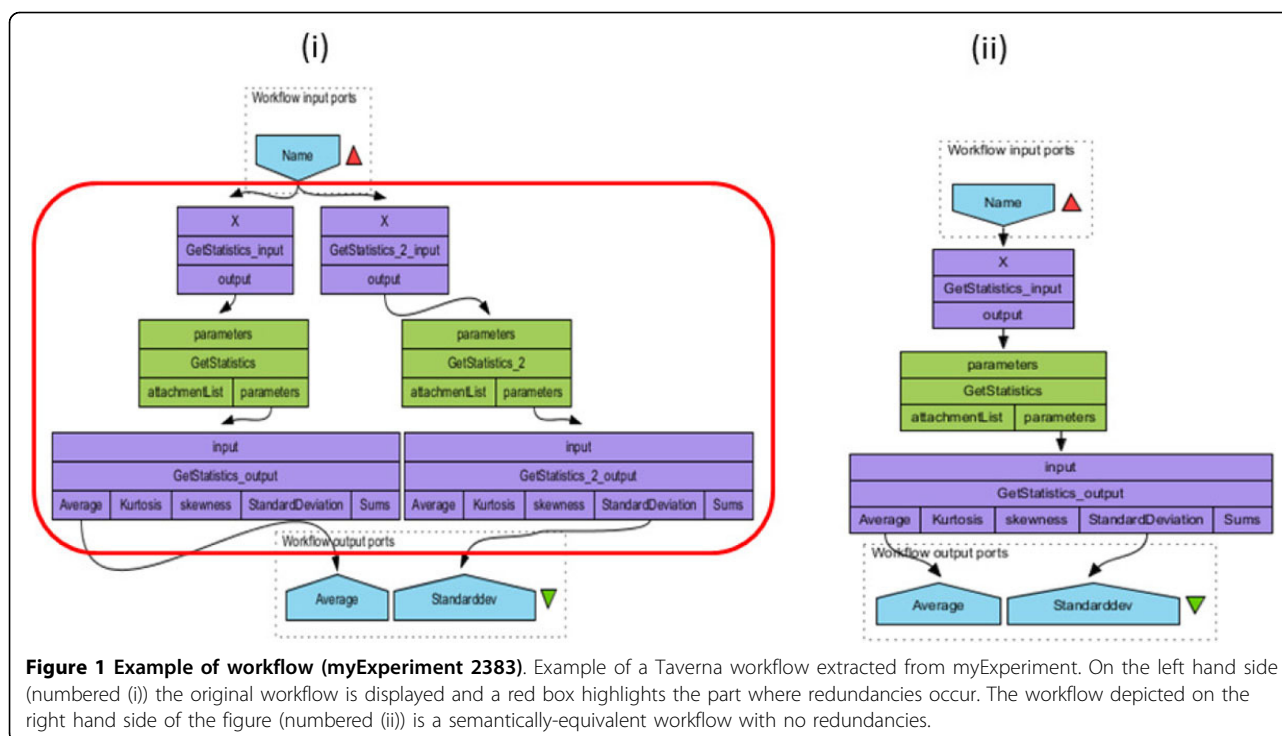 (i)
Workflow input ports
Name
X
GetStatistics_input
output
X
GetStatistics_2_input
output
parameters
GetStatistics
attachmentList parameters
parameters
GetStatistics_2
attachmentList parameters
input
GetStatistics_output
Average Kurtosis skewness StandardDeviation Sums
input
GetStatistics_2_output
Average Kurtosis skewness StandardDeviation Sums
Workflow output ports
Average Standarddev
(ii)
Workflow input ports
Name
X
GetStatistics_input
output
parameters
GetStatistics
attachmentList parameters
input
GetStatistics_output
Average Kurtosis skewness StandardDeviation Sums
Workflow output ports
Average Standarddev
Figure 1 Example of workflow (myExperiment 2383). Example of a Taverna workflow extracted from myExperiment. On the left hand side
(numbered (i)) the original workflow is displayed and a red box highlights the part where redundancies occur. The workflow depicted on the
right hand side of the figure (numbered (ii)) is a semantically-equivalent workflow with no redundancies.